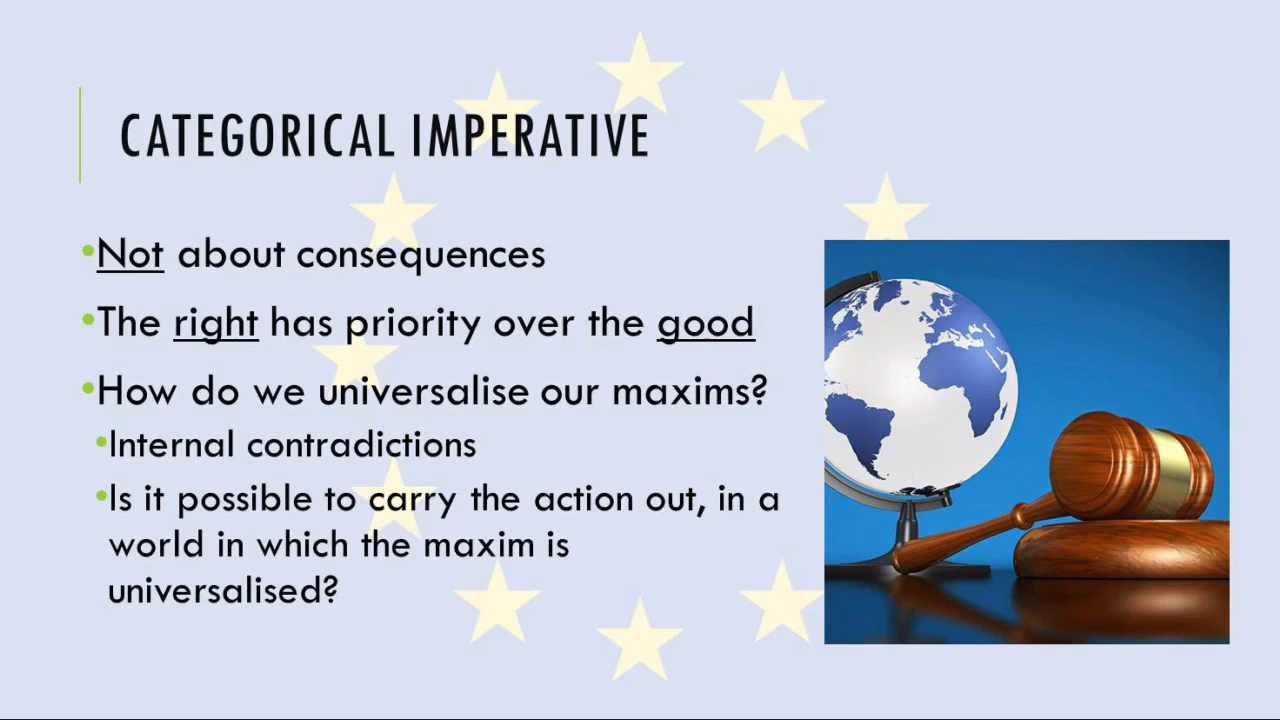 CATEGORICAL IMPERATIVE
•Not about consequences
•The right has priority over the good
•How do we universalise our maxims?
•Internal contradictions
•Is it possible to carry the action out, in a
world in which the maxim is
universalised?